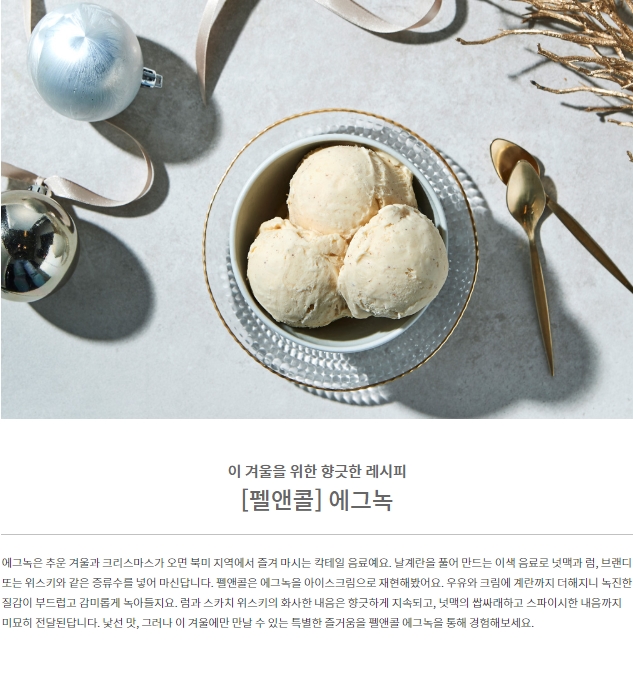 이 겨울을 위한 향긋한 레시피
[펠앤콜] 에그녹
에그녹은 추운 겨울과 크리스마스가 오면 북미 지역에서 즐겨 마시는 칵테일 음료예요. 날계란을 풀어 만드는 이색 음료로 넛맥과 럼, 브랜디
또는 위스키와 같은 증류수를 넣어 마신답니다. 펠앤콜은 에그녹을 아이스크림으로 재현해봤어요. 우유와 크림에 계란까지 더해지니 녹진한
질감이 부드럽고 감미롭게 녹아들지요. 럼과 스카치 위스키의 화사한 내음은 향긋하게 지속되고, 넛맥의 쌉싸래하고 스파이시한 내음까지
미묘히 전달된답니다. 낯선 맛, 그러나 이 겨울에만 만날 수 있는 특별한 즐거움을 펠앤콜 에그녹을 통해 경험해보세요.